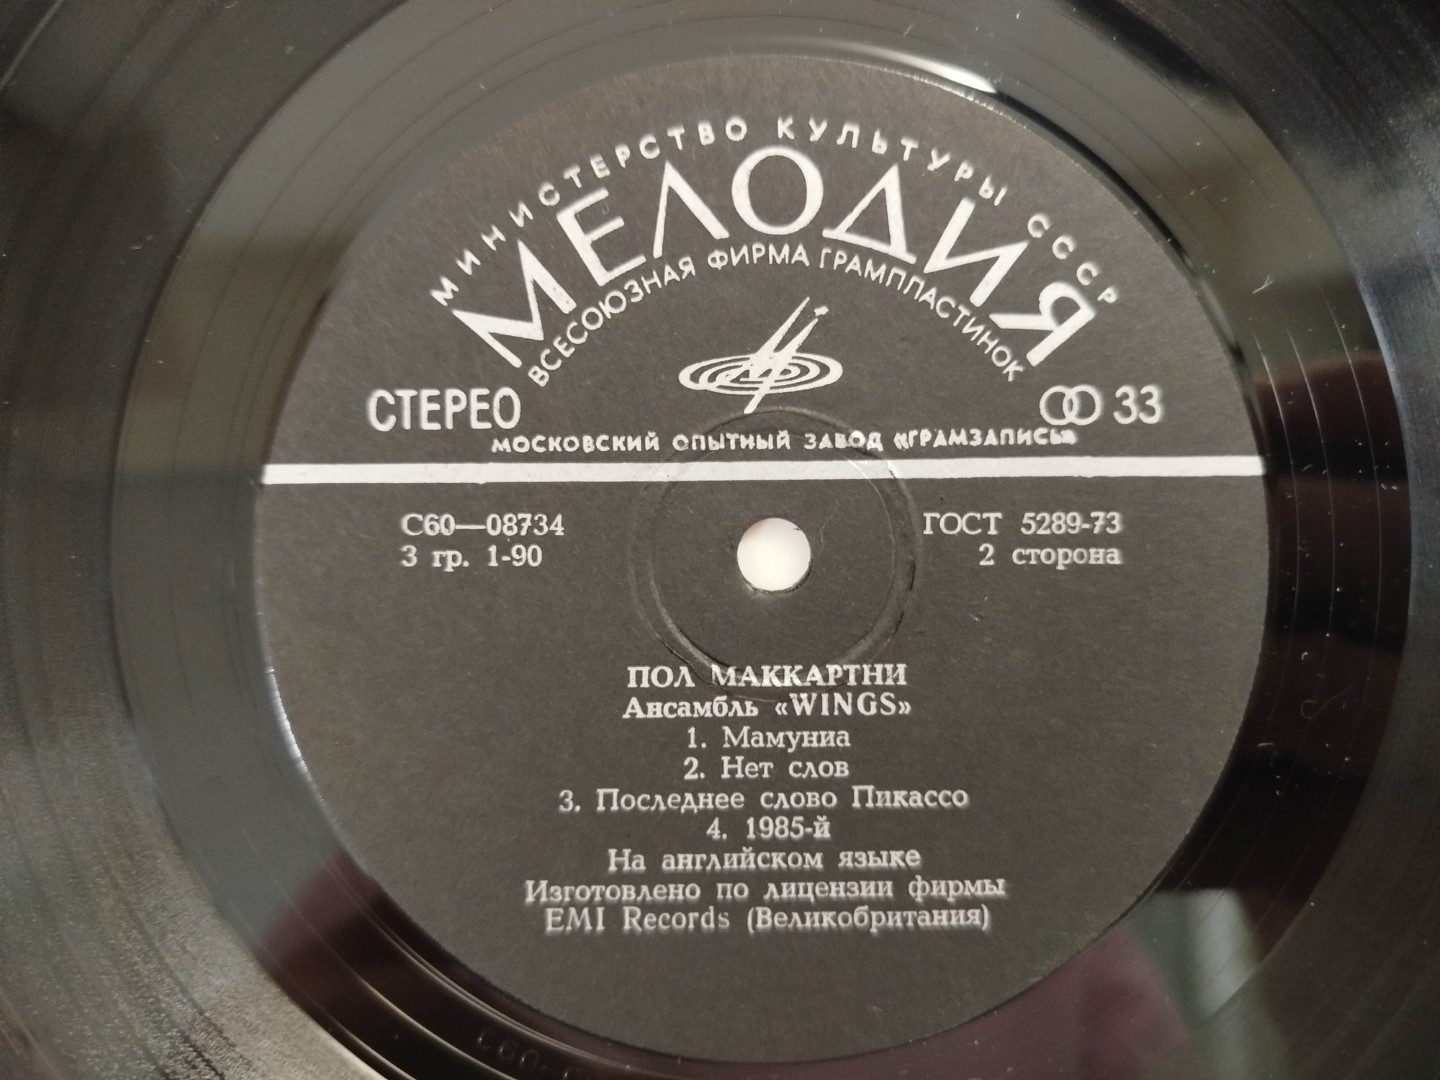 МИНИСТЕРСТВО КУЛЬТУРЫ СССР
МЕЛОДИЯ
ВСЕСОЮЗНАЯ ФИРМА ГРАМПЛАСТИНОК
СТЕРЕО
33
МОСКОВСКИЙ ОПЫТНЫЙ ЗАВОД «ГРАМЗАПИСЬ»
С60—08734
ГОСТ 5289-73
3 гр. 1-90
2 сторона
ПОЛ МАККАРТНИ
Ансамбль «WINGS»
1. Мамуниа
2. Нет слов
3. Последнее слово Пикассо
4. 1985-й
На английском языке
Изготовлено по лицензии фирмы
EMI Records (Великобритания)